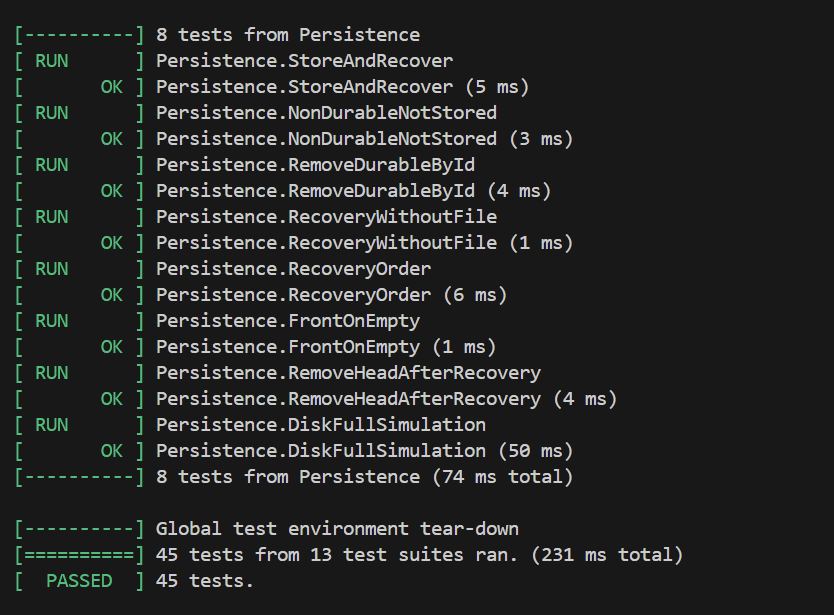 [----------] 8 tests from Persistence
[ RUN      ] Persistence.StoreAndRecover
[       OK ] Persistence.StoreAndRecover (5 ms)
[ RUN      ] Persistence.NonDurableNotStored
[       OK ] Persistence.NonDurableNotStored (3 ms)
[ RUN      ] Persistence.RemoveDurableById
[       OK ] Persistence.RemoveDurableById (4 ms)
[ RUN      ] Persistence.RecoveryWithoutFile
[       OK ] Persistence.RecoveryWithoutFile (1 ms)
[ RUN      ] Persistence.RecoveryOrder
[       OK ] Persistence.RecoveryOrder (6 ms)
[ RUN      ] Persistence.FrontOnEmpty
[       OK ] Persistence.FrontOnEmpty (1 ms)
[ RUN      ] Persistence.RemoveHeadAfterRecovery
[       OK ] Persistence.RemoveHeadAfterRecovery (4 ms)
[ RUN      ] Persistence.DiskFullSimulation
[       OK ] Persistence.DiskFullSimulation (50 ms)
[----------] 8 tests from Persistence (74 ms total)

[----------] Global test environment tear-down
[==========] 45 tests from 13 test suites ran. (231 ms total)
[  PASSED  ] 45 tests.